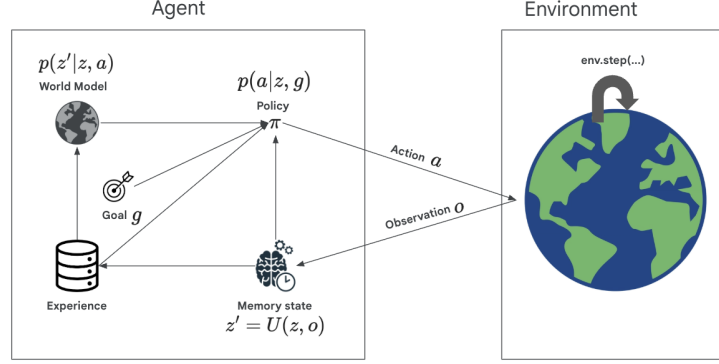 Agent
Environment
p(z'|z, a)
World Model
p(a|z, g)
Policy
π
env.step(...)
Action a
Goal g
Observation o
Experience
Memory state
z' = U(z, o)